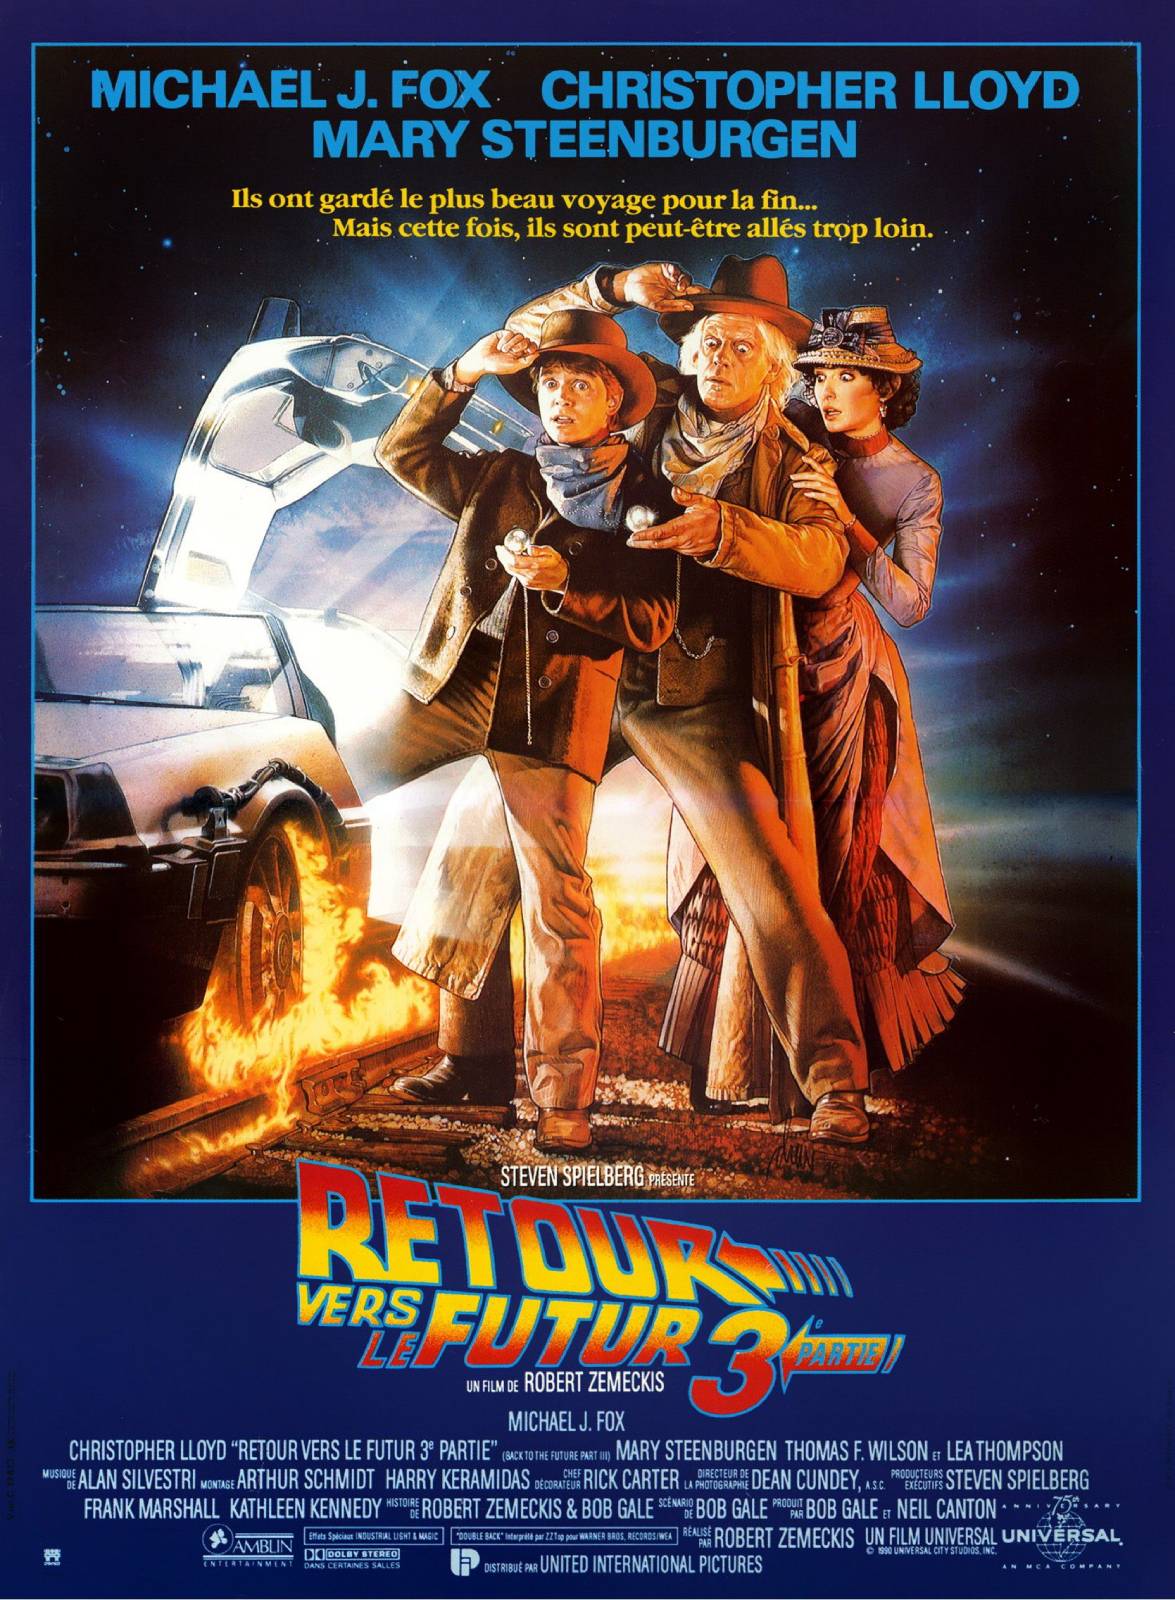 MICHAEL J. FOX CHRISTOPHER LLOYD
MARY STEENBURGEN
Ils ont gardé le plus beau voyage pour la fin...
Mais cette fois, ils sont peut-être allés trop loin.
STEVEN SPIELBERG PRÉSENTE
RETOUR
VERS
LE FUTUR 3e PARTIE
UN FILM DE ROBERT ZEMECKIS
MICHAEL J. FOX
CHRISTOPHER LLOYD "RETOUR VERS LE FUTUR 3e PARTIE" (BACK TO THE FUTURE PART III) MARY STEENBURGEN THOMAS F. WILSON ET LEA THOMPSON
MUSIQUE DE ALAN SILVESTRI MONTAGE ARTHUR SCHMIDT HARRY KERAMIDAS CHEF DÉCORATEUR RICK CARTER DIRECTEUR DE LA PHOTOGRAPHIE DEAN CUNDEY, A.S.C. PRODUCTEURS EXÉCUTIFS STEVEN SPIELBERG
FRANK MARSHALL KATHLEEN KENNEDY HISTOIRE DE ROBERT ZEMECKIS & BOB GALE SCÉNARIO DE BOB GALE PRODUIT PAR BOB GALE ET NEIL CANTON
AMBLIN ENTERTAINMENT
Effets Spéciaux INDUSTRIAL LIGHT & MAGIC
DOLBY STEREO
DANS CERTAINES SALLES
"DOUBLE BACK" Interprété par ZZ Top pour WARNER BROS. RECORDS/WEA
RÉALISÉ PAR ROBERT ZEMECKIS UN FILM UNIVERSAL
© 1990 UNIVERSAL CITY STUDIOS, INC.
DISTRIBUÉ PAR UNITED INTERNATIONAL PICTURES
75th ANNIVERSARY
UNIVERSAL
AN MCA COMPANY